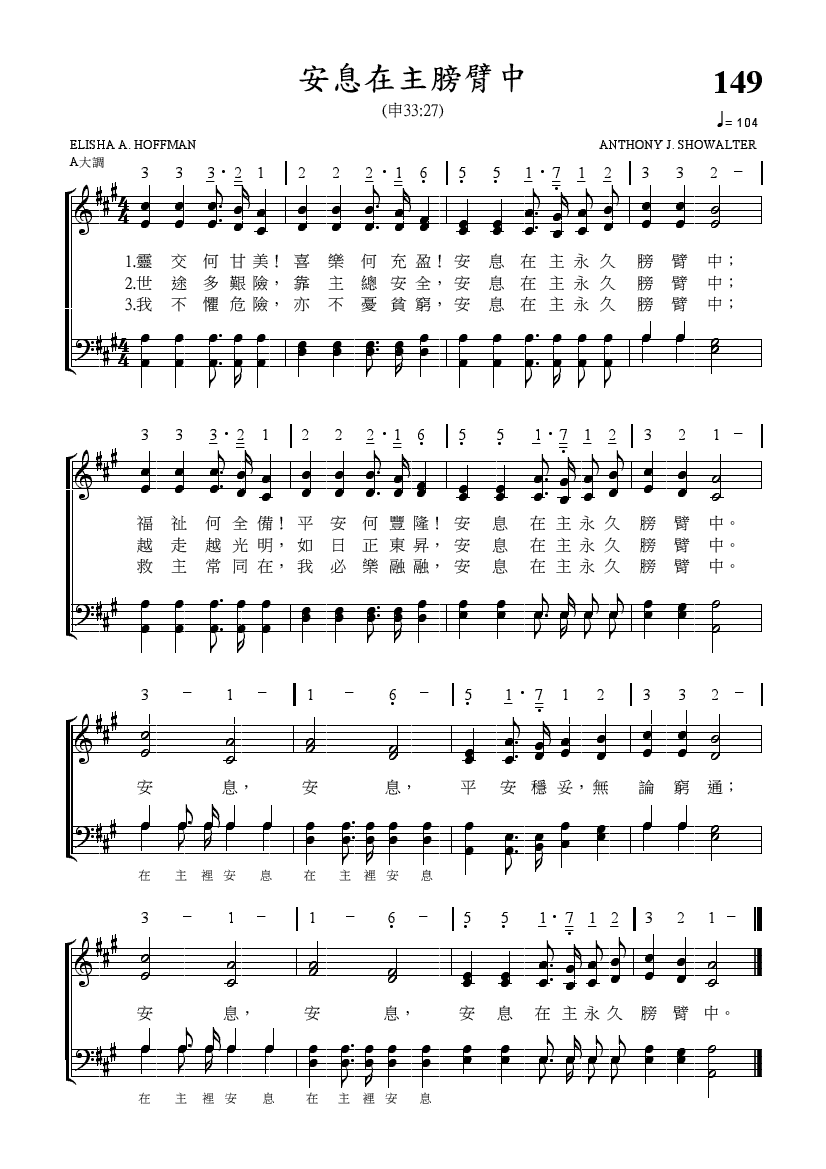 安息在主膀臂中
149
(申33:27)
♩= 104
ELISHA A. HOFFMAN
ANTHONY J. SHOWALTER
A大調
3 3 3·2 1 | 2 2 2·1 6 | 5 5 1·7 1 2 | 3 3 2 – |
4 4
1.靈交何甘美！喜樂何充盈！安息在主永久膀臂中；
2.世途多艱險，靠主總安全，安息在主永久膀臂中；
3.我不懼危險，亦不憂貧窮，安息在主永久膀臂中；
4 4
3 3 3·2 1 | 2 2 2·1 6 | 5 5 1·7 1 2 | 3 2 1 – |
福祉何全備！平安何豐隆！安息在主永久膀臂中。
越走越光明，如日正東昇，安息在主永久膀臂中。
救主常同在，我必樂融融，安息在主永久膀臂中。
3 – 1 – | 1 – 6 – | 5 1·7 1 2 | 3 3 2 – |
安息，安息，平安穩妥，無論窮通；
在主裡安息 在主裡安息
3 – 1 – | 1 – 6 – | 5 5 1·7 1 2 | 3 2 1 –
安息，安息，安息在主永久膀臂中。
在主裡安息 在主裡安息